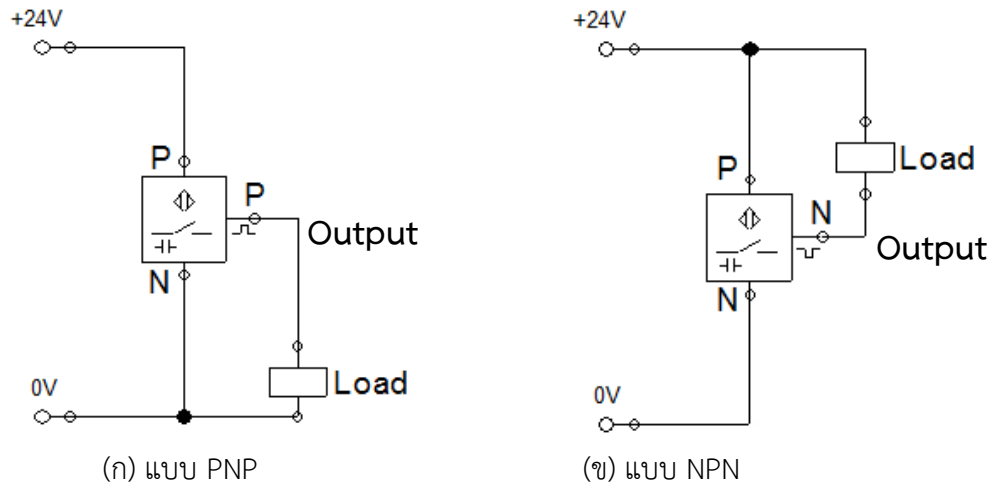 +24V
P
P
Output
N
Load
0V
(ก) แบบ PNP
+24V
Load
P
N
Output
N
0V
(ข) แบบ NPN